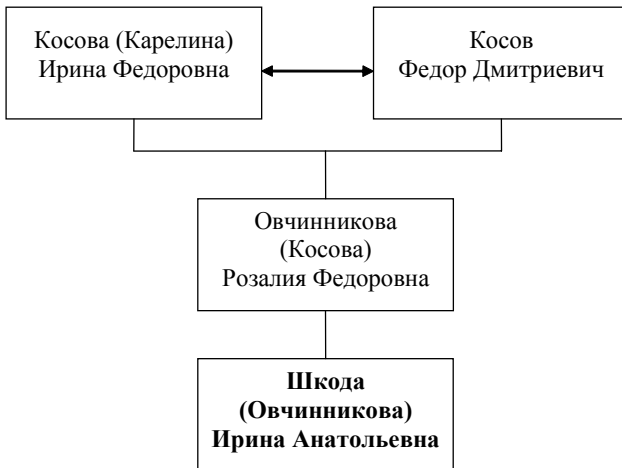 Косова (Карелина)
Ирина Федоровна
Косов
Федор Дмитриевич
Овчинникова
(Косова)
Розалия Федоровна
Шкода
(Овчинникова)
Ирина Анатольевна